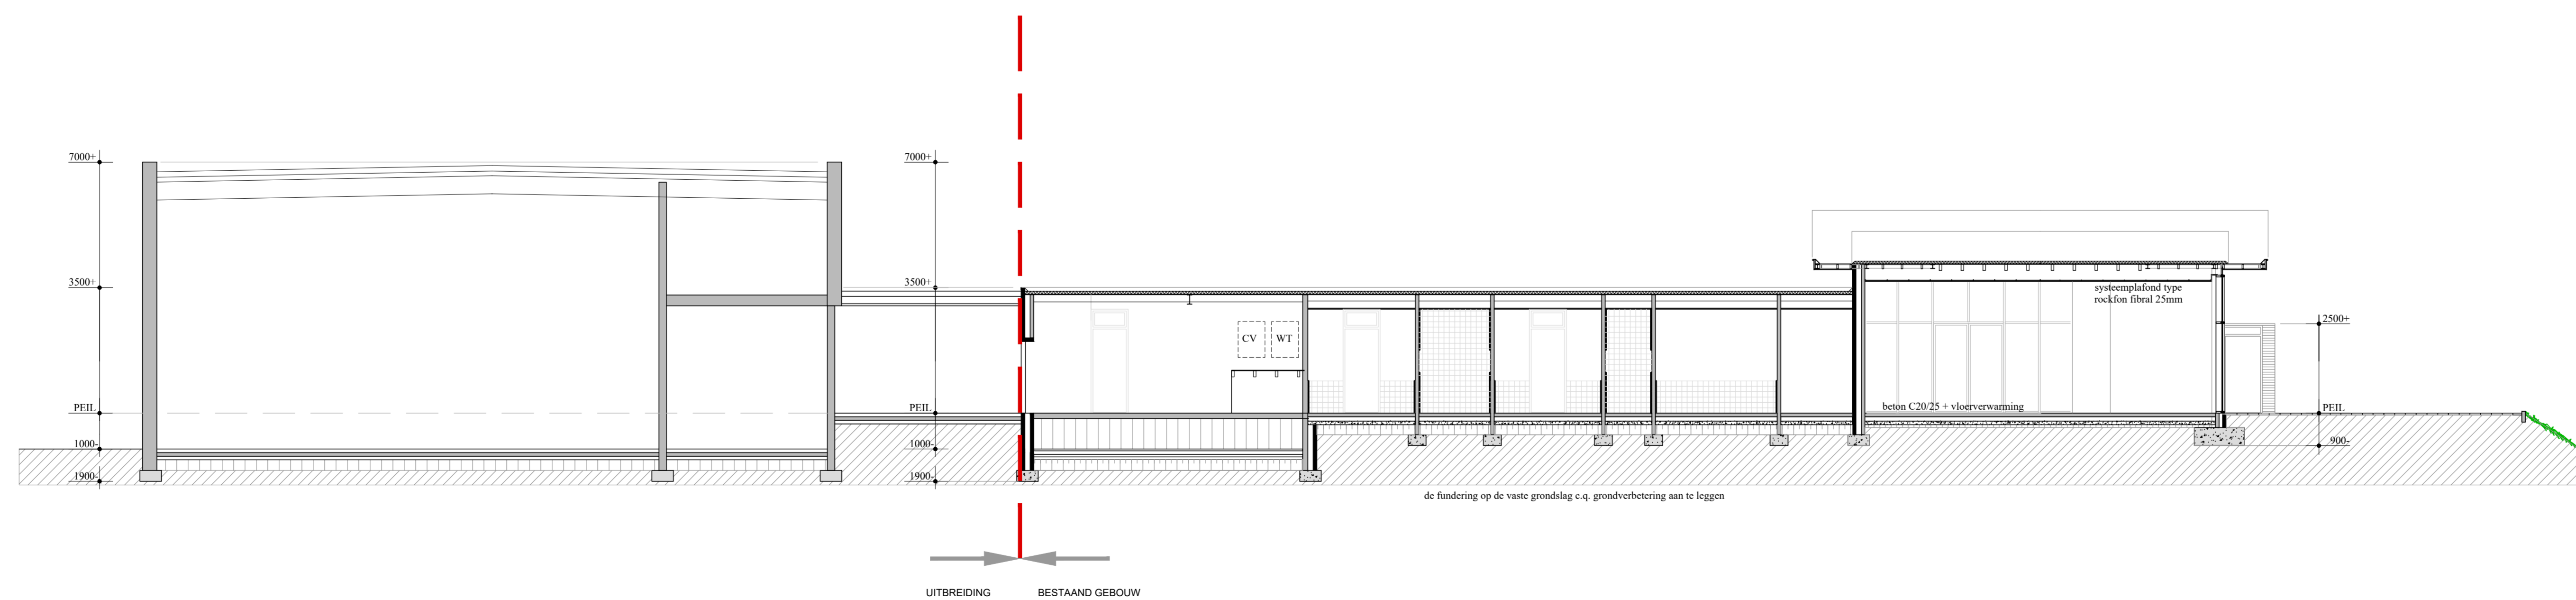 7000+
7000+
3500+
3500+
systeemplafond type
rockfon fibral 25mm
2500+
CV
WT
PEIL
PEIL
beton C20/25 + vloerverwarming
PEIL
1000-
1000-
900-
1900-
1900-
de fundering op de vaste grondslag c.q. grondverbetering aan te leggen
UITBREIDING
BESTAAND GEBOUW